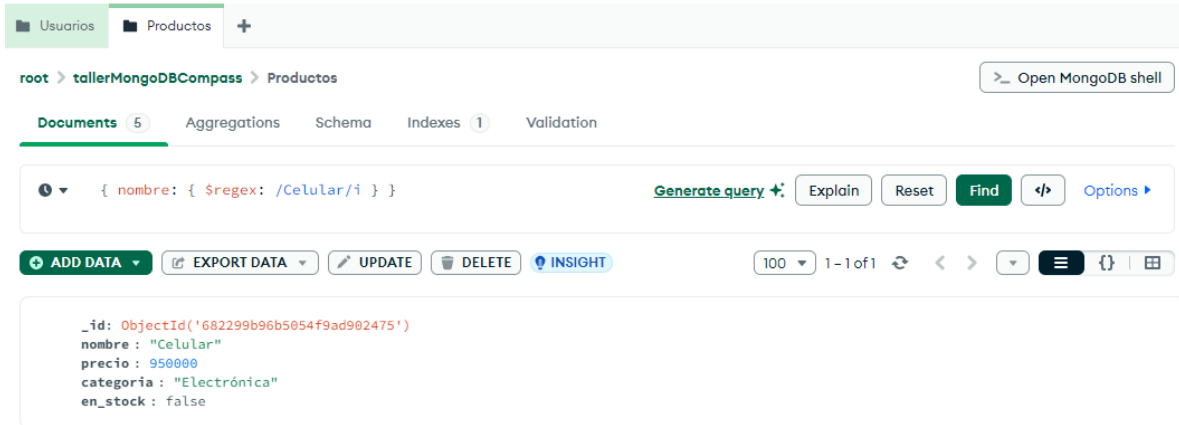 Usuarios Productos +
root > tallerMongoDBCompass > Productos >_ Open MongoDB shell
Documents 5 Aggregations Schema Indexes 1 Validation
{ nombre: { $regex: /Celular/i } } Generate query Explain Reset Find </> Options
ADD DATA EXPORT DATA UPDATE DELETE INSIGHT 100 1 – 1 of 1 < > {}
_id: ObjectId('682299b96b5054f9ad902475')
nombre : "Celular"
precio : 950000
categoria : "Electrónica"
en_stock : false